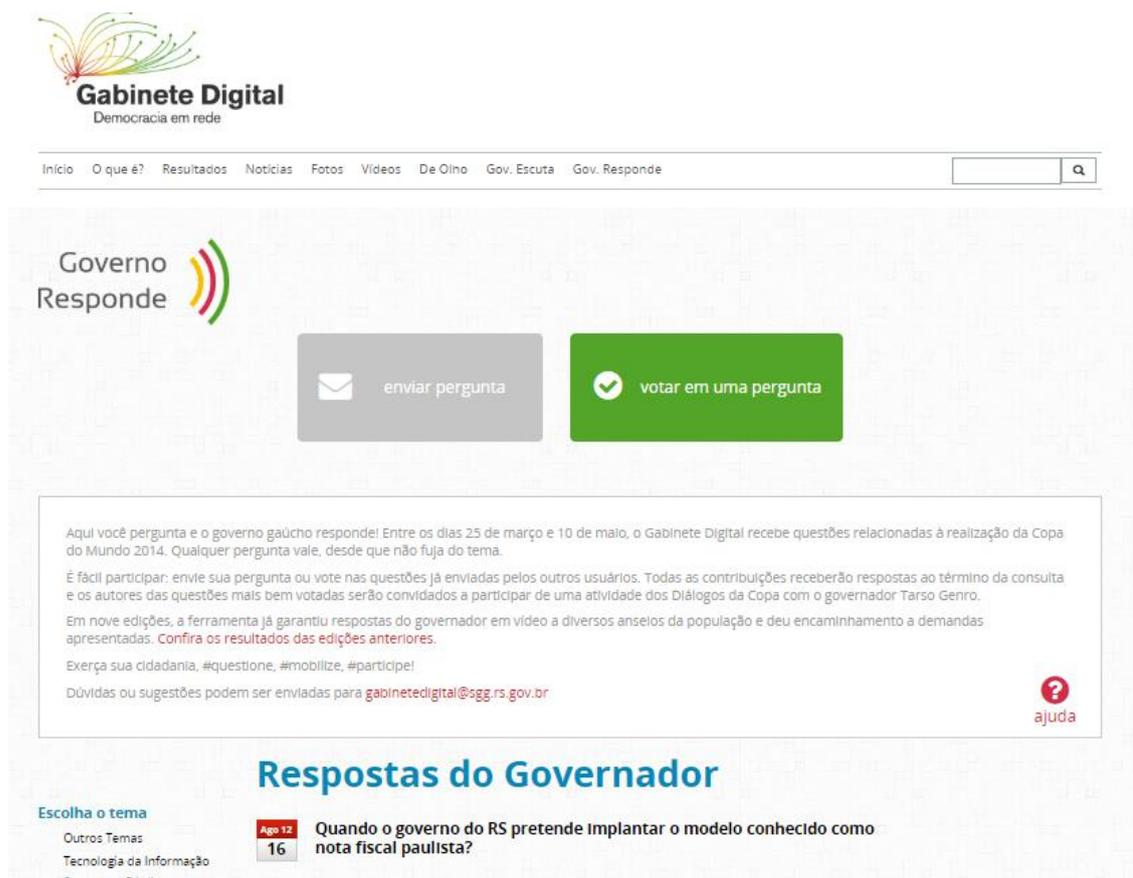 Gabinete Digital
Democracia em rede
Início O que é? Resultados Notícias Fotos Vídeos De Olho Gov. Escuta Gov. Responde
Governo
Responde
enviar pergunta
votar em uma pergunta
Aqui você pergunta e o governo gaúcho responde! Entre os dias 25 de março e 10 de maio, o Gabinete Digital recebe questões relacionadas à realização da Copa
do Mundo 2014. Qualquer pergunta vale, desde que não fuja do tema.
É fácil participar: envie sua pergunta ou vote nas questões já enviadas pelos outros usuários. Todas as contribuições receberão respostas ao término da consulta
e os autores das questões mais bem votadas serão convidados a participar de uma atividade dos Diálogos da Copa com o governador Tarso Genro.
Em nove edições, a ferramenta já garantiu respostas do governador em vídeo a diversos anseios da população e deu encaminhamento a demandas
apresentadas. Confira os resultados das edições anteriores.
Exerça sua cidadania, #questione, #mobilize, #participe!
Dúvidas ou sugestões podem ser enviadas para gabinetedigital@sgg.rs.gov.br
ajuda
Respostas do Governador
Escolha o tema
Outros Temas
Tecnologia da Informação
Ago 12
16
Quando o governo do RS pretende implantar o modelo conhecido como
nota fiscal paulista?